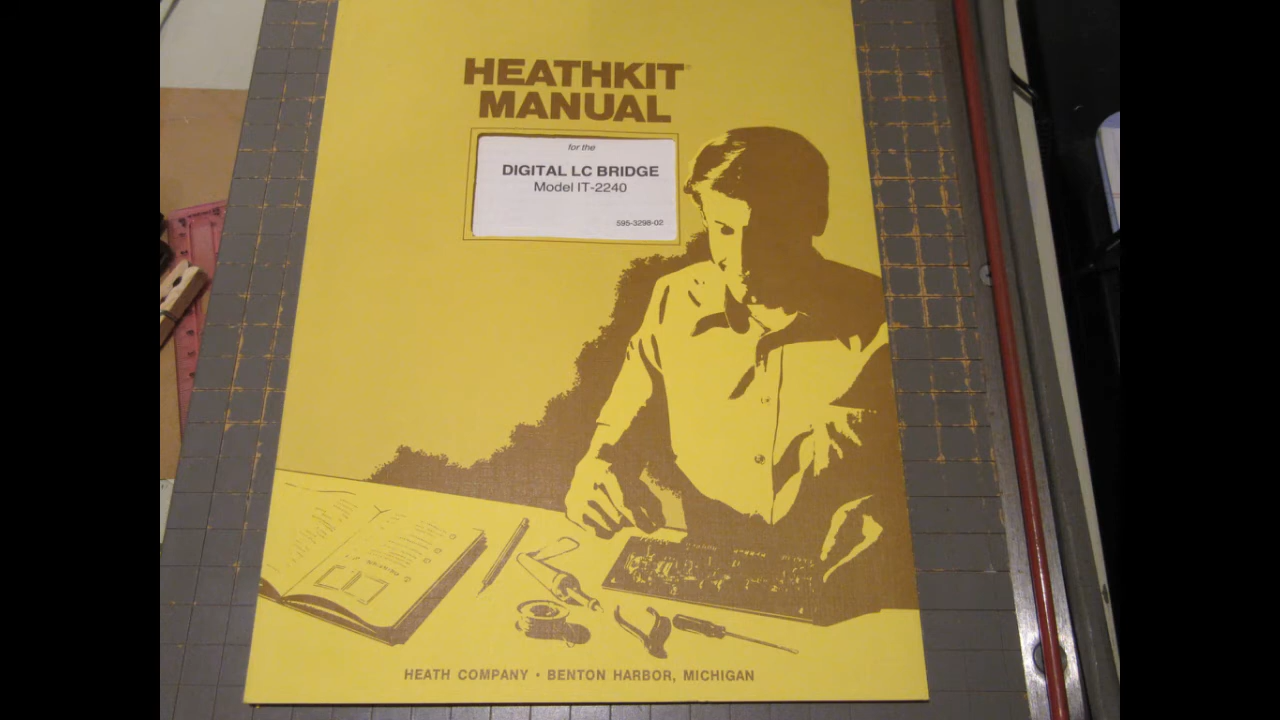 HEATHKIT®
MANUAL
for the
DIGITAL LC BRIDGE
Model IT-2240
595-3298-02
HEATH COMPANY • BENTON HARBOR, MICHIGAN